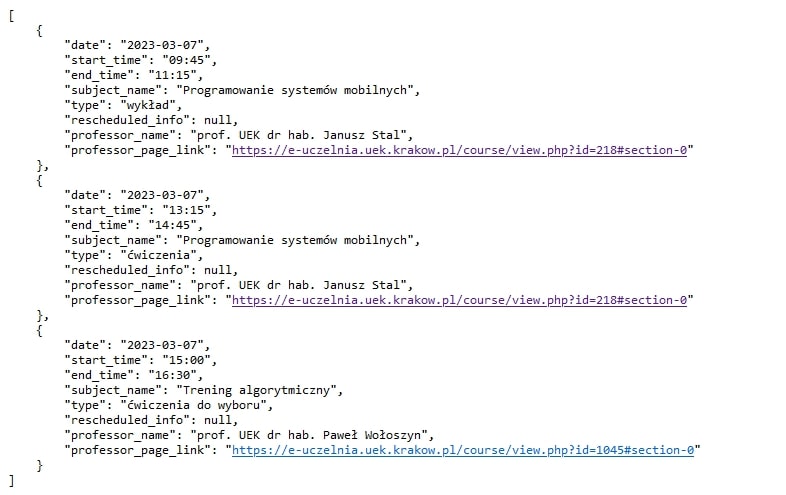 [
    {
        "date": "2023-03-07",
        "start_time": "09:45",
        "end_time": "11:15",
        "subject_name": "Programowanie systemów mobilnych",
        "type": "wykład",
        "rescheduled_info": null,
        "professor_name": "prof. UEK dr hab. Janusz Stal",
        "professor_page_link": "https://e-uczelnia.uek.krakow.pl/course/view.php?id=218#section-0"
    },
    {
        "date": "2023-03-07",
        "start_time": "13:15",
        "end_time": "14:45",
        "subject_name": "Programowanie systemów mobilnych",
        "type": "ćwiczenia",
        "rescheduled_info": null,
        "professor_name": "prof. UEK dr hab. Janusz Stal",
        "professor_page_link": "https://e-uczelnia.uek.krakow.pl/course/view.php?id=218#section-0"
    },
    {
        "date": "2023-03-07",
        "start_time": "15:00",
        "end_time": "16:30",
        "subject_name": "Trening algorytmiczny",
        "type": "ćwiczenia do wyboru",
        "rescheduled_info": null,
        "professor_name": "prof. UEK dr hab. Paweł Wołoszyn",
        "professor_page_link": "https://e-uczelnia.uek.krakow.pl/course/view.php?id=1045#section-0"
    }
]